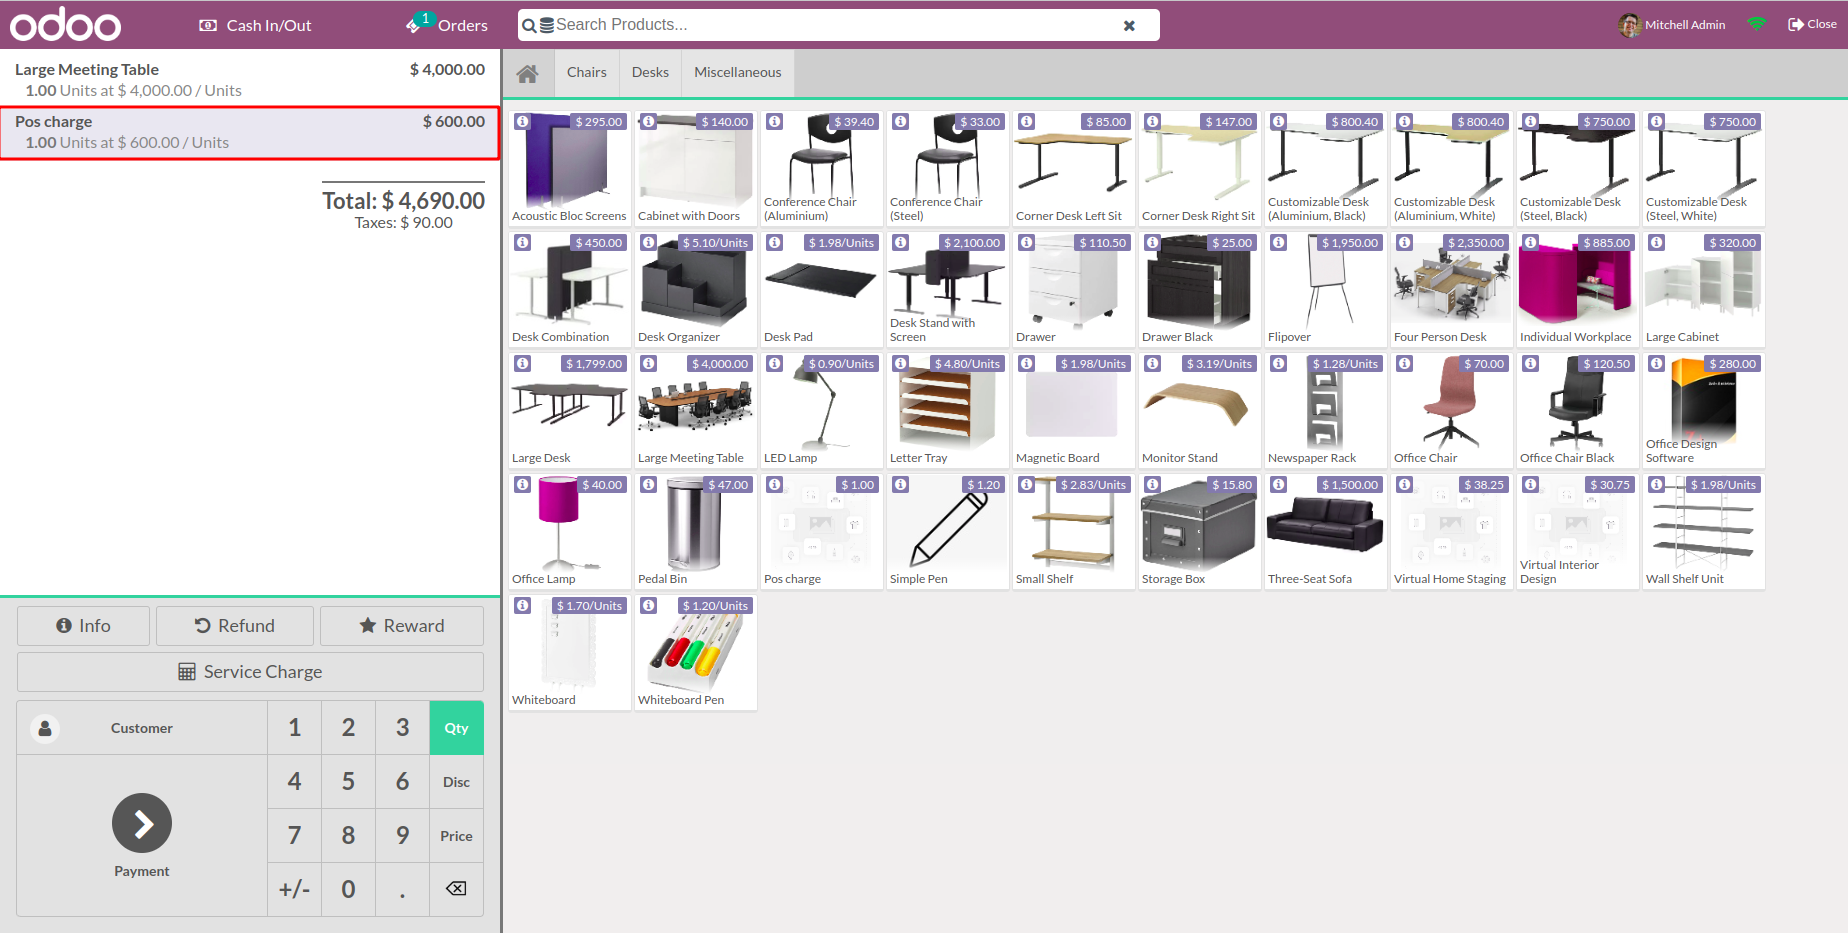 odoo
Cash In/Out
1
Orders
Search Products...
Mitchell Admin
Close
Large Meeting Table
$ 4,000.00
1.00 Units at $ 4,000.00 / Units
Pos charge
$ 600.00
1.00 Units at $ 600.00 / Units
Total: $ 4,690.00
Taxes: $ 90.00
Info
Refund
Reward
Service Charge
Customer
1
2
3
Qty
4
5
6
Disc
7
8
9
Price
+/-
0
.
Payment
Chairs
Desks
Miscellaneous
$ 295.00
Acoustic Bloc Screens
$ 140.00
Cabinet with Doors
$ 39.40
Conference Chair
(Aluminium)
$ 33.00
Conference Chair
(Steel)
$ 85.00
Corner Desk Left Sit
$ 147.00
Corner Desk Right Sit
$ 800.40
Customizable Desk
(Aluminium, Black)
$ 800.40
Customizable Desk
(Aluminium, White)
$ 750.00
Customizable Desk
(Steel, Black)
$ 750.00
Customizable Desk
(Steel, White)
$ 450.00
Desk Combination
$ 5.10/Units
Desk Organizer
$ 1.98/Units
Desk Pad
$ 2,100.00
Desk Stand with
Screen
$ 110.50
Drawer
$ 25.00
Drawer Black
$ 1,950.00
Flipover
$ 2,350.00
Four Person Desk
$ 885.00
Individual Workplace
$ 320.00
Large Cabinet
$ 1,799.00
Large Desk
$ 4,000.00
Large Meeting Table
$ 0.90/Units
LED Lamp
$ 4.80/Units
Letter Tray
$ 1.98/Units
Magnetic Board
$ 3.19/Units
Monitor Stand
$ 1.28/Units
Newspaper Rack
$ 70.00
Office Chair
$ 120.50
Office Chair Black
$ 280.00
Office Design
Software
$ 40.00
Office Lamp
$ 47.00
Pedal Bin
$ 1.00
Pos charge
$ 1.20
Simple Pen
$ 2.83/Units
Small Shelf
$ 15.80
Storage Box
$ 1,500.00
Three-Seat Sofa
$ 38.25
Virtual Home Staging
$ 30.75
Virtual Interior
Design
$ 1.98/Units
Wall Shelf Unit
$ 1.70/Units
Whiteboard
$ 1.20/Units
Whiteboard Pen